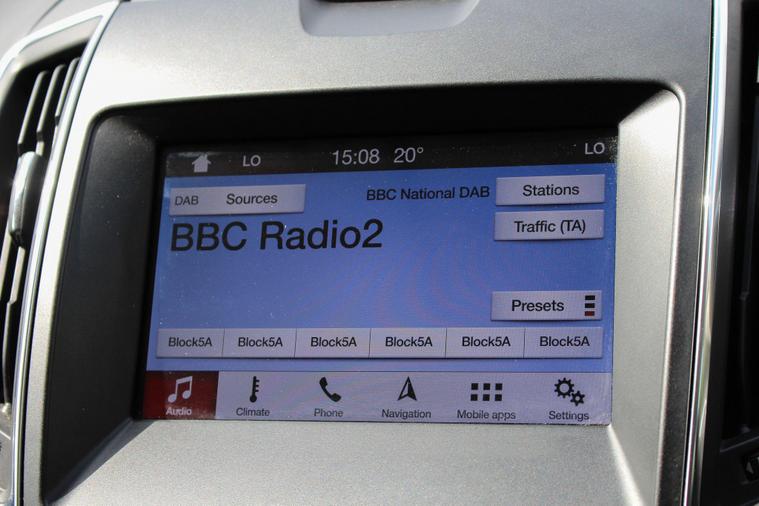 LO 15:08 20° LO
DAB Sources BBC National DAB Stations
BBC Radio2
Traffic (TA)
Presets
Block5A Block5A Block5A Block5A Block5A Block5A
Audio Climate Phone Navigation Mobile apps Settings